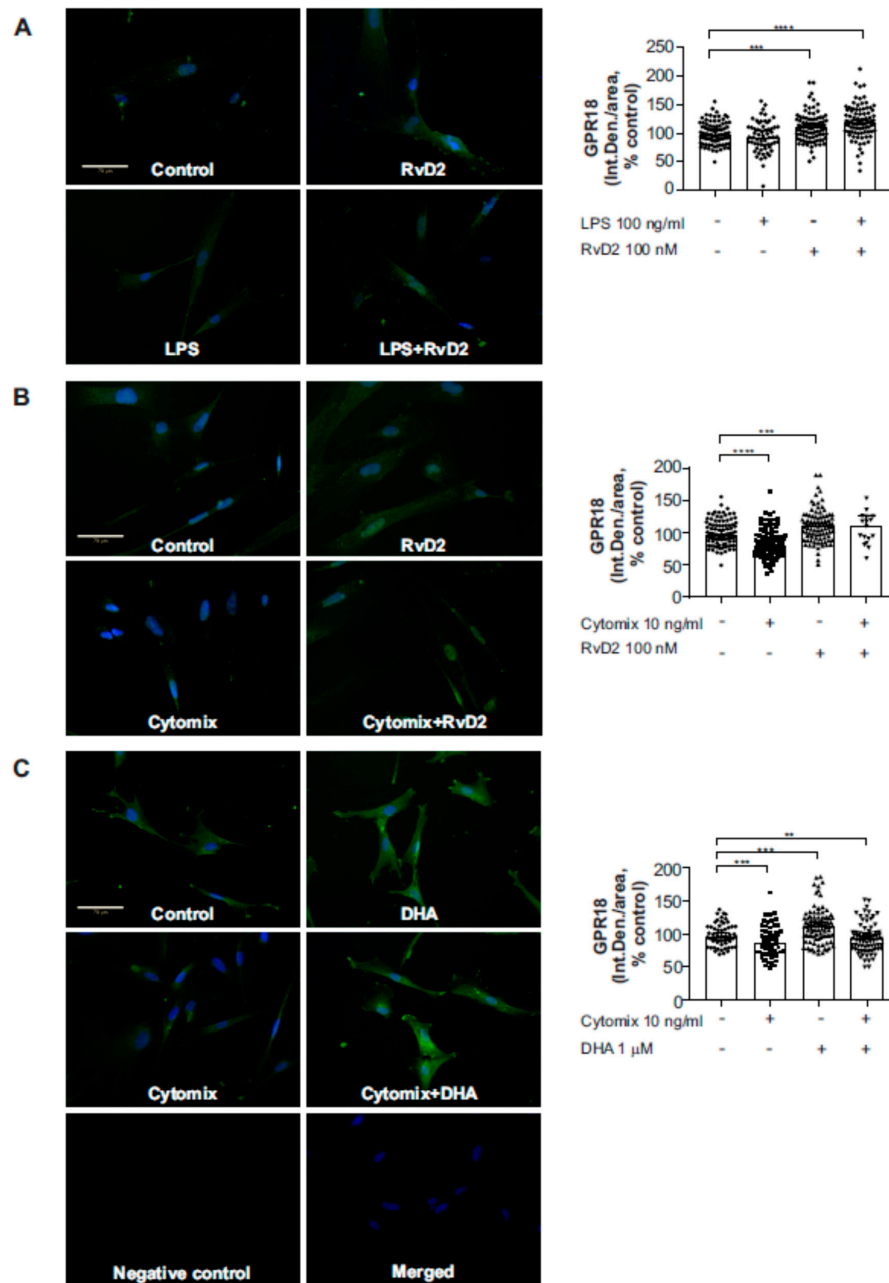 A
Control
RvD2
LPS
LPS+RvD2
****
***
GPR18
(Int.Den./area,
% control)
250
200
150
100
50
0
LPS 100 ng/ml - + - +
RvD2 100 nM - - + +
B
Control
RvD2
Cytomix
Cytomix+RvD2
***
****
GPR18
(Int.Den./area,
% control)
200
150
100
50
0
Cytomix 10 ng/ml - + - +
RvD2 100 nM - - + +
C
Control
DHA
Cytomix
Cytomix+DHA
Negative control
Merged
**
***
***
GPR18
(Int.Den./area,
% control)
200
150
100
50
0
Cytomix 10 ng/ml - + - +
DHA 1 μM - - + +